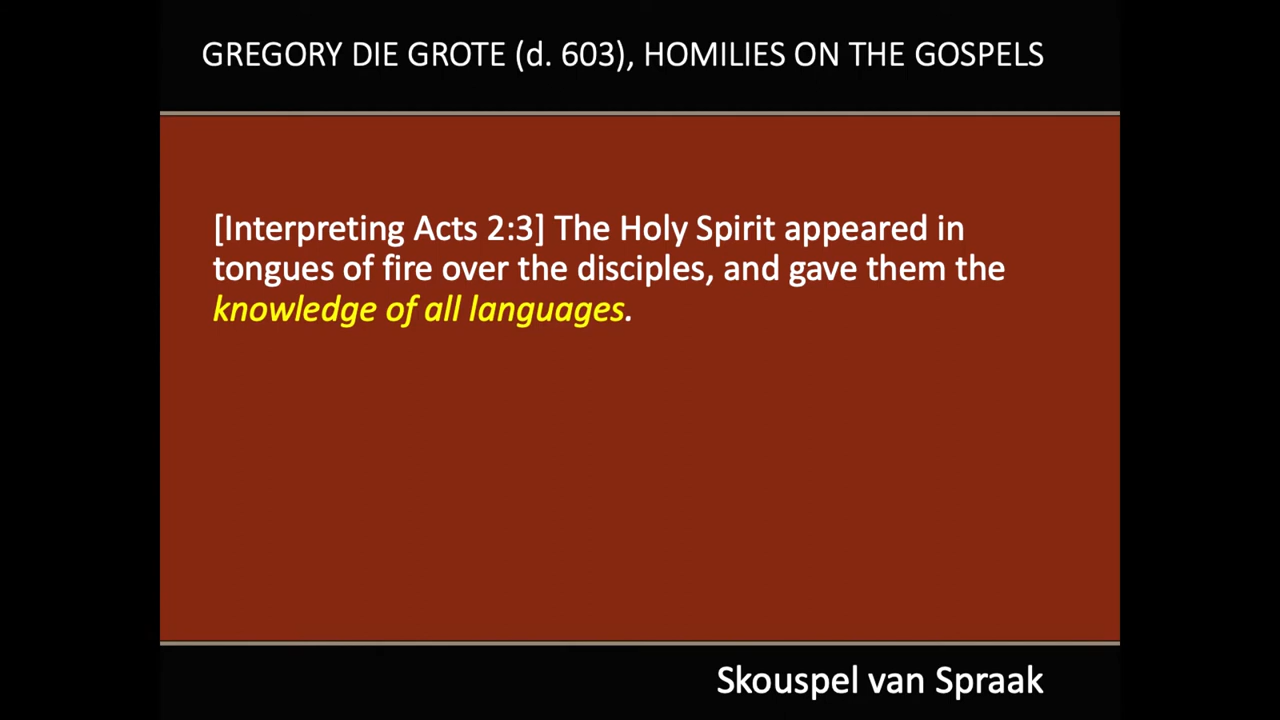 GREGORY DIE GROTE (d. 603), HOMILIES ON THE GOSPELS
[Interpreting Acts 2:3] The Holy Spirit appeared in
tongues of fire over the disciples, and gave them the
knowledge of all languages.
Skouspel van Spraak